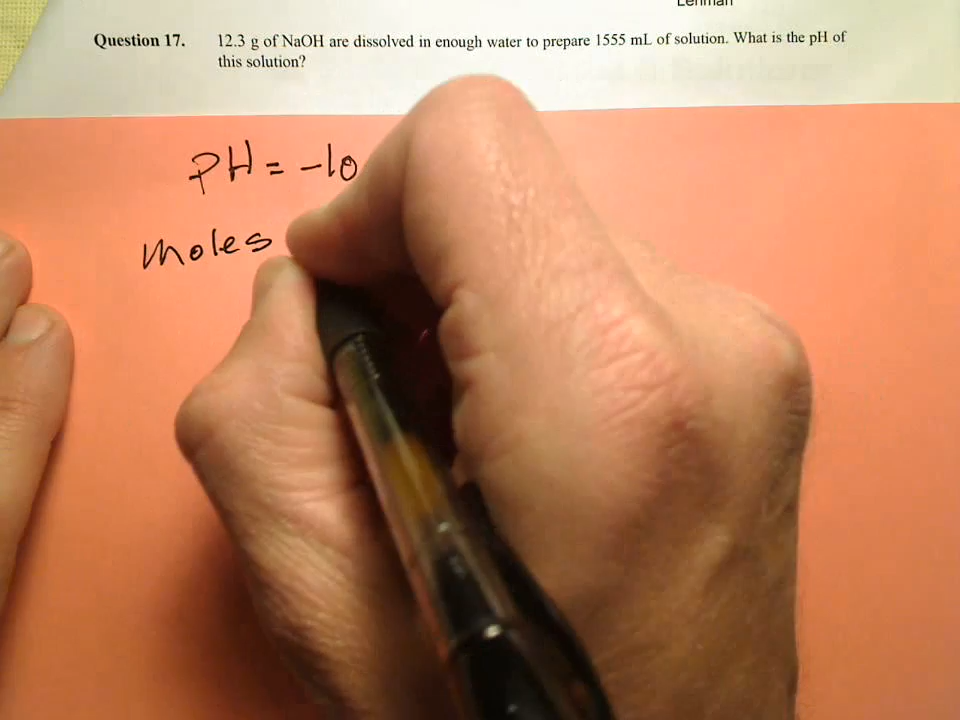 Lehman
Question 17. 12.3 g of NaOH are dissolved in enough water to prepare 1555 mL of solution. What is the pH of
this solution?
PH = -lo
moles